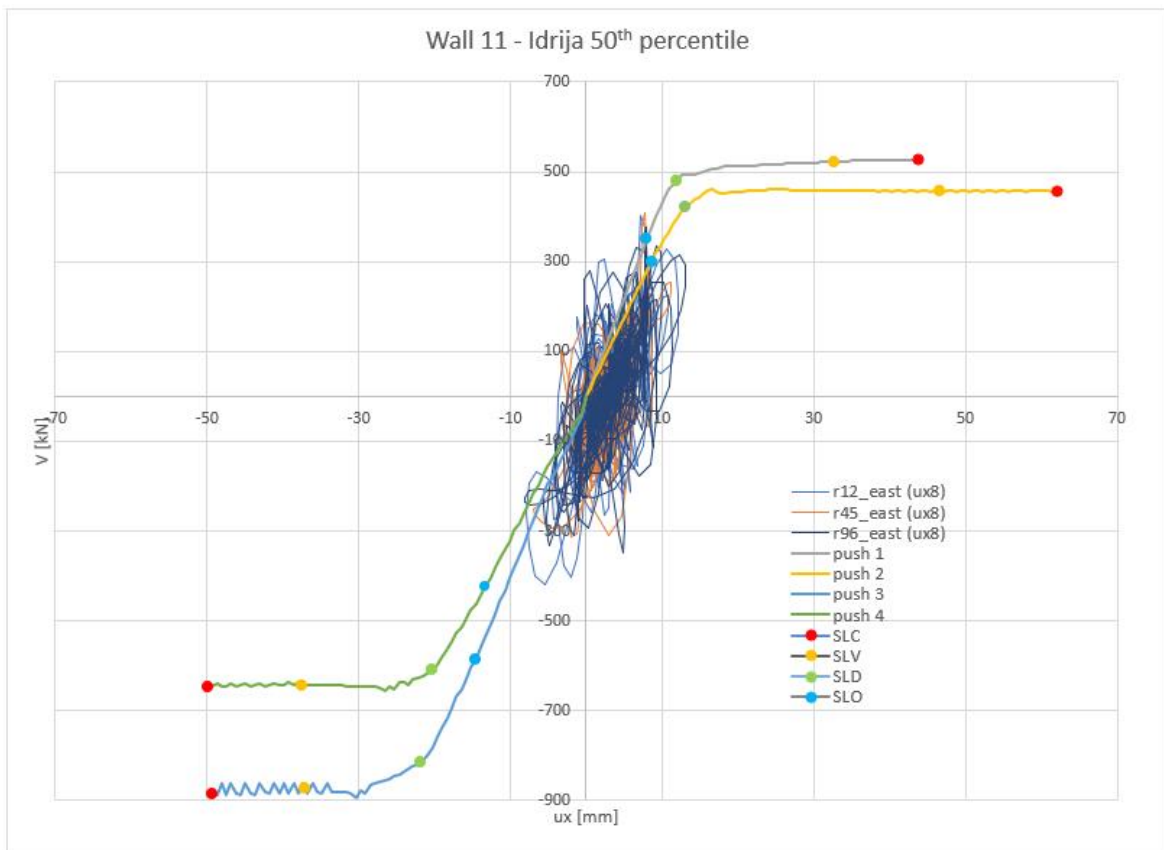 Wall 11 - Idrija 50th percentile
700
500
300
100
-70
-50
-30
-10
10
30
50
70
-100
-300
-500
-700
-900
V [kN]
ux [mm]
r12_east (ux8)
r45_east (ux8)
r96_east (ux8)
push 1
push 2
push 3
push 4
SLC
SLV
SLD
SLO